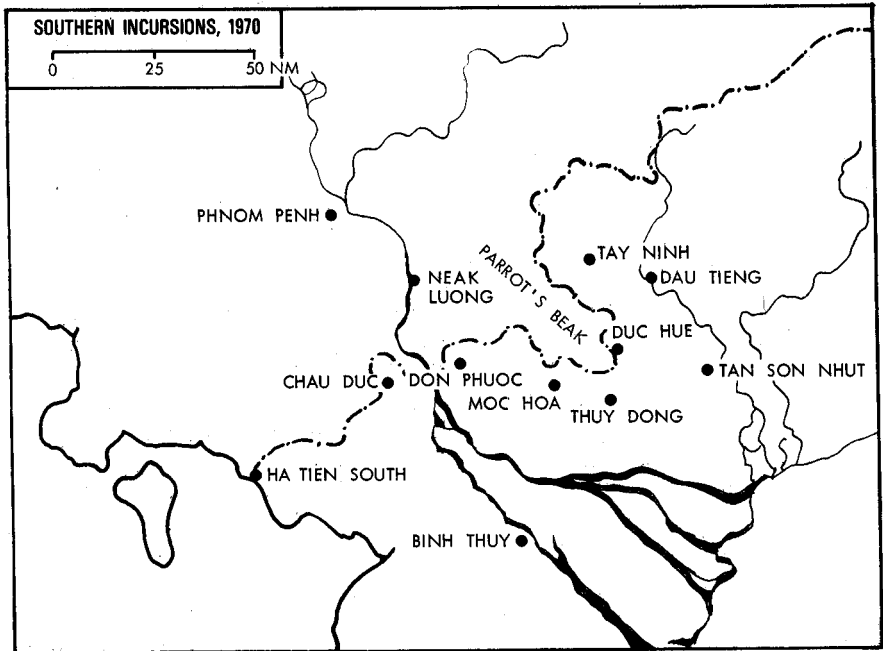 SOUTHERN INCURSIONS, 1970
0 25 50 NM
PHNOM PENH
TAY NINH
NEAK
LUONG
DAU TIENG
PARROT'S BEAK
DUC HUE
CHAU DUC
DON PHUOC
TAN SON NHUT
MOC HOA
THUY DONG
HA TIEN SOUTH
BINH THUY